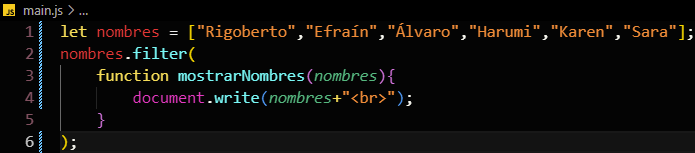 JS main.js > ...
1 let nombres = ["Rigoberto","Efraín","Álvaro","Harumi","Karen","Sara"];
2 nombres.filter(
3     function mostrarNombres(nombres){
4         document.write(nombres+"<br>");
5     }
6 );